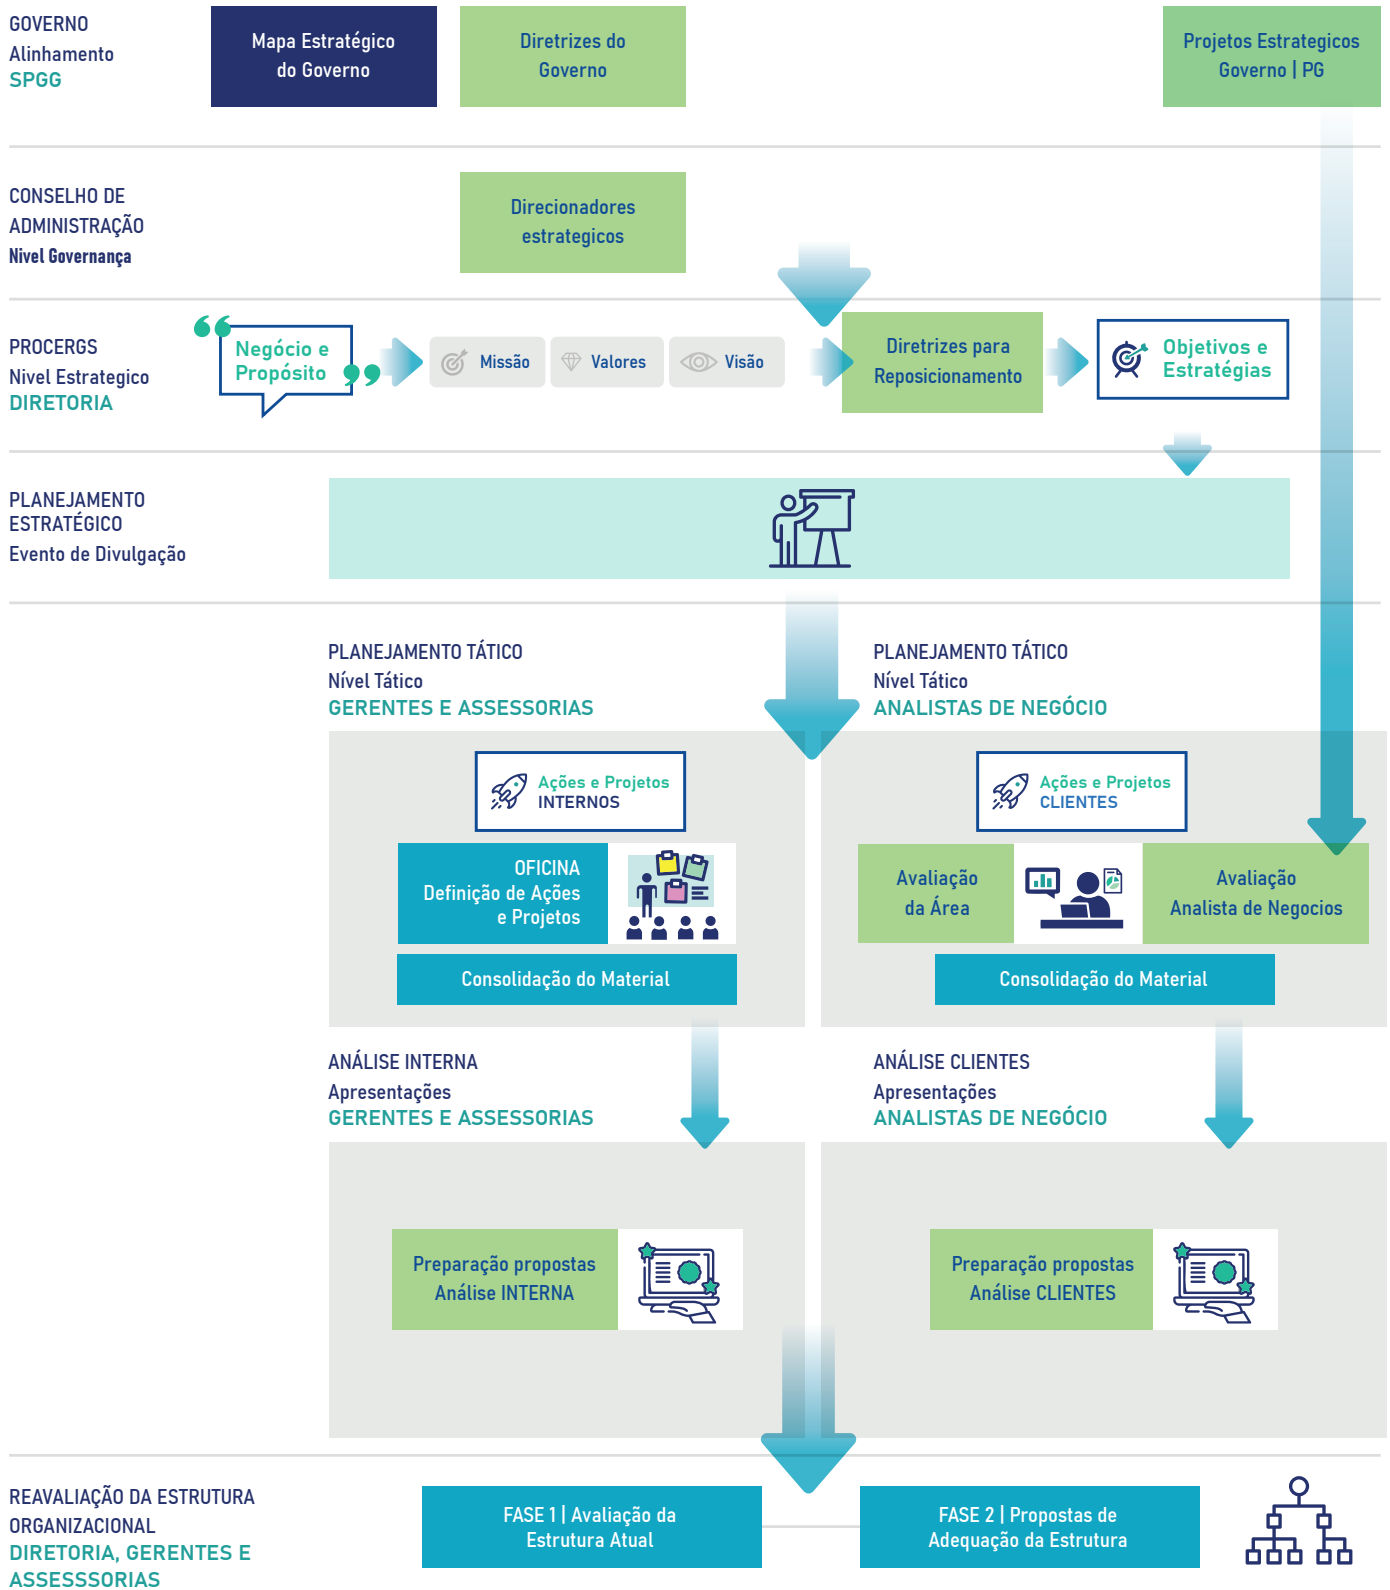 GOVERNO
Alinhamento
SPGG
Mapa Estratégico
do Governo
Diretrizes do
Governo
Projetos Estrategicos
Governo | PG
CONSELHO DE
ADMINISTRAÇÃO
Nivel Governança
Direcionadores
estrategicos
PROCERGS
Nivel Estrategico
DIRETORIA
“Negócio e
Propósito”
Missão
Valores
Visão
Diretrizes para
Reposicionamento
Objetivos e
Estratégias
PLANEJAMENTO
ESTRATÉGICO
Evento de Divulgação
PLANEJAMENTO TÁTICO
Nível Tático
GERENTES E ASSESSORIAS
PLANEJAMENTO TÁTICO
Nível Tático
ANALISTAS DE NEGÓCIO
Ações e Projetos
INTERNOS
Ações e Projetos
CLIENTES
OFICINA
Definição de Ações
e Projetos
Avaliação
da Área
Avaliação
Analista de Negocios
Consolidação do Material
Consolidação do Material
ANÁLISE INTERNA
Apresentações
GERENTES E ASSESSORIAS
ANÁLISE CLIENTES
Apresentações
ANALISTAS DE NEGÓCIO
Preparação propostas
Análise INTERNA
Preparação propostas
Análise CLIENTES
REAVALIAÇÃO DA ESTRUTURA
ORGANIZACIONAL
DIRETORIA, GERENTES E
ASSESSSORIAS
FASE 1 | Avaliação da
Estrutura Atual
FASE 2 | Propostas de
Adequação da Estrutura